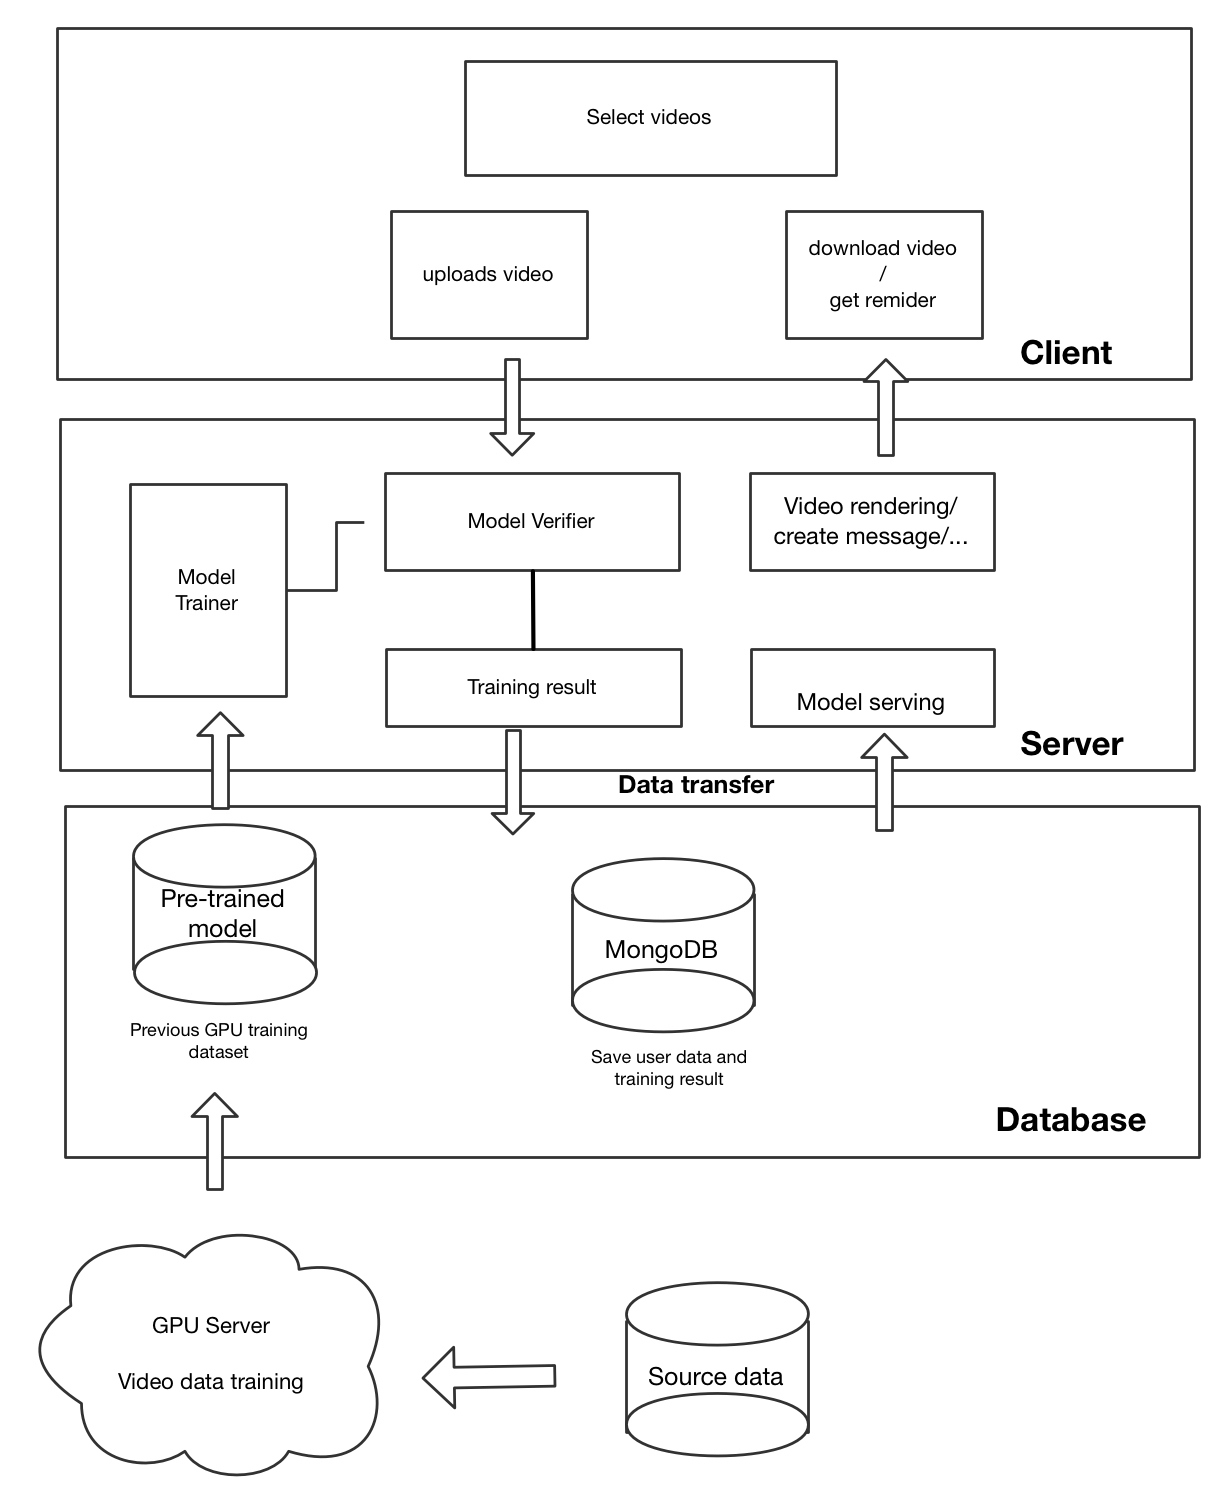 Select videos
uploads video
download video
/
get remider
Client
Model Verifier
Video rendering/
create message/...
Model
Trainer
Training result
Model serving
Server
Data transfer
Pre-trained
model
MongoDB
Previous GPU training
dataset
Save user data and
training result
Database
GPU Server
Video data training
Source data